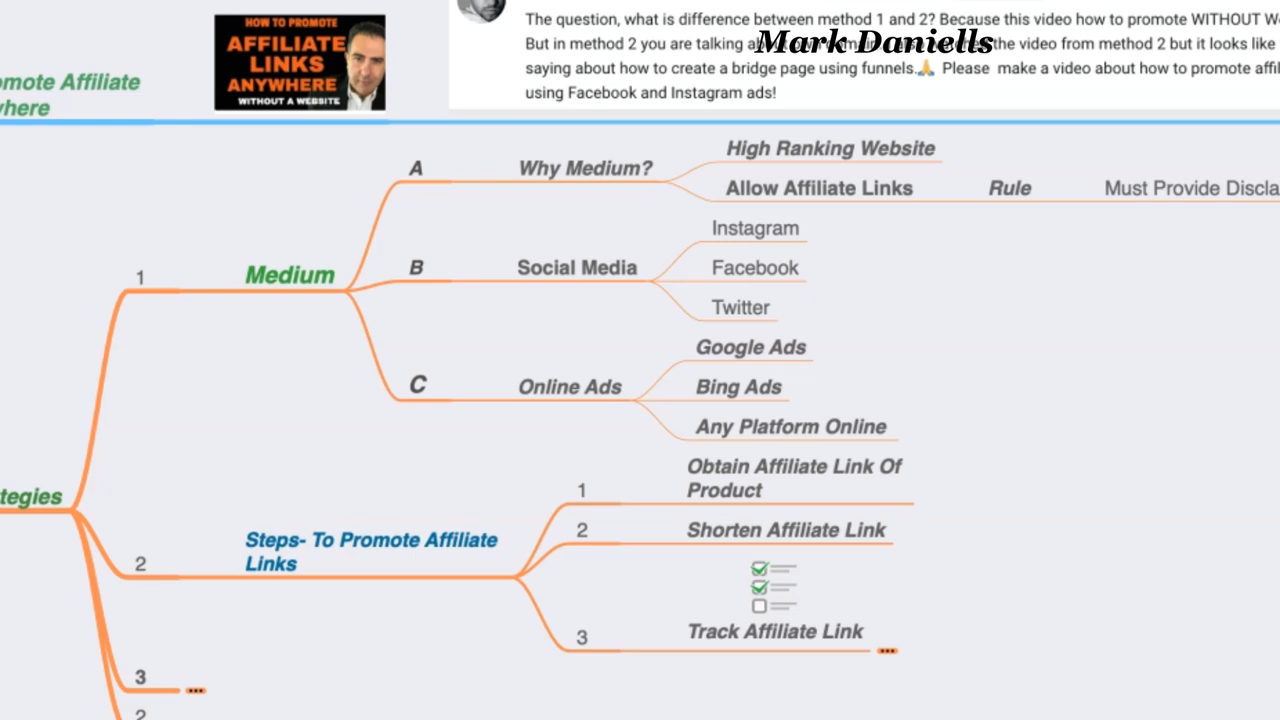 HOW TO PROMOTE
AFFILIATE
LINKS
ANYWHERE
WITHOUT A WEBSITE
The question, what is difference between method 1 and 2? Because this video how to promote WITHOUT
Mark Daniells
But in method 2 you are talking the video from method 2 but it looks like
saying about how to create a bridge page using funnels.🙏 Please make a video about how to promote
using Facebook and Instagram ads!
omote Affiliate
here
A
Why Medium?
High Ranking Website
Allow Affiliate Links
Rule
Must Provide Discla
1
Medium
B
Social Media
Instagram
Facebook
Twitter
C
Online Ads
Google Ads
Bing Ads
Any Platform Online
tegies
2
Steps- To Promote Affiliate
Links
1
Obtain Affiliate Link Of
Product
2
Shorten Affiliate Link
3
Track Affiliate Link
3
2